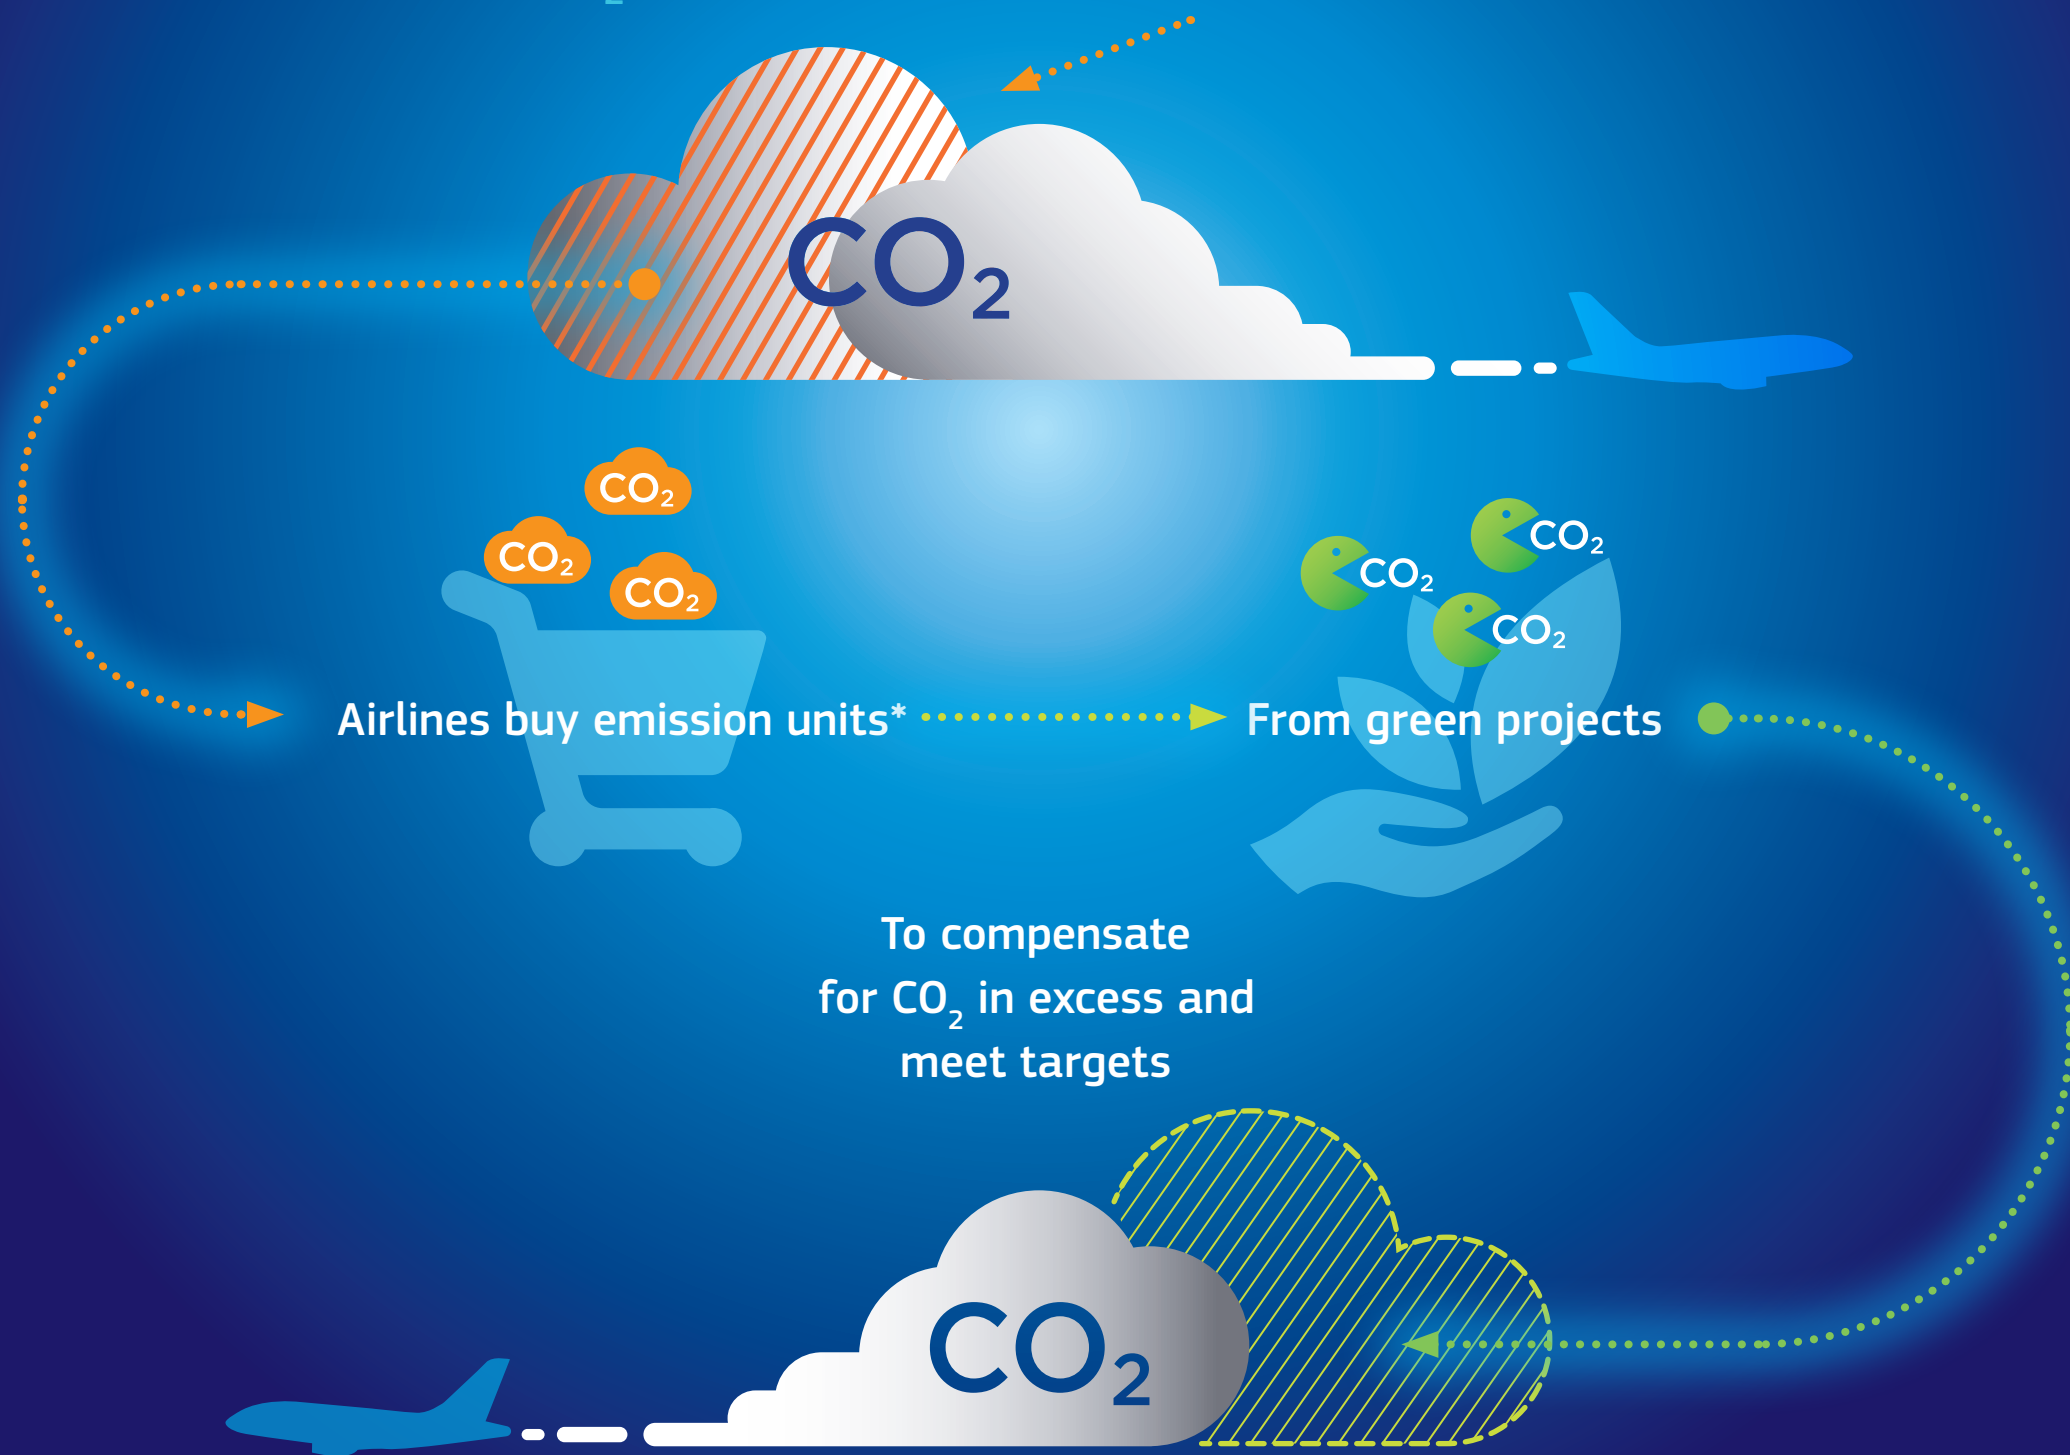 CO₂
CO₂
CO₂
CO₂
CO₂
CO₂
CO₂
Airlines buy emission units*
From green projects
To compensate
for CO₂ in excess and
meet targets
CO₂